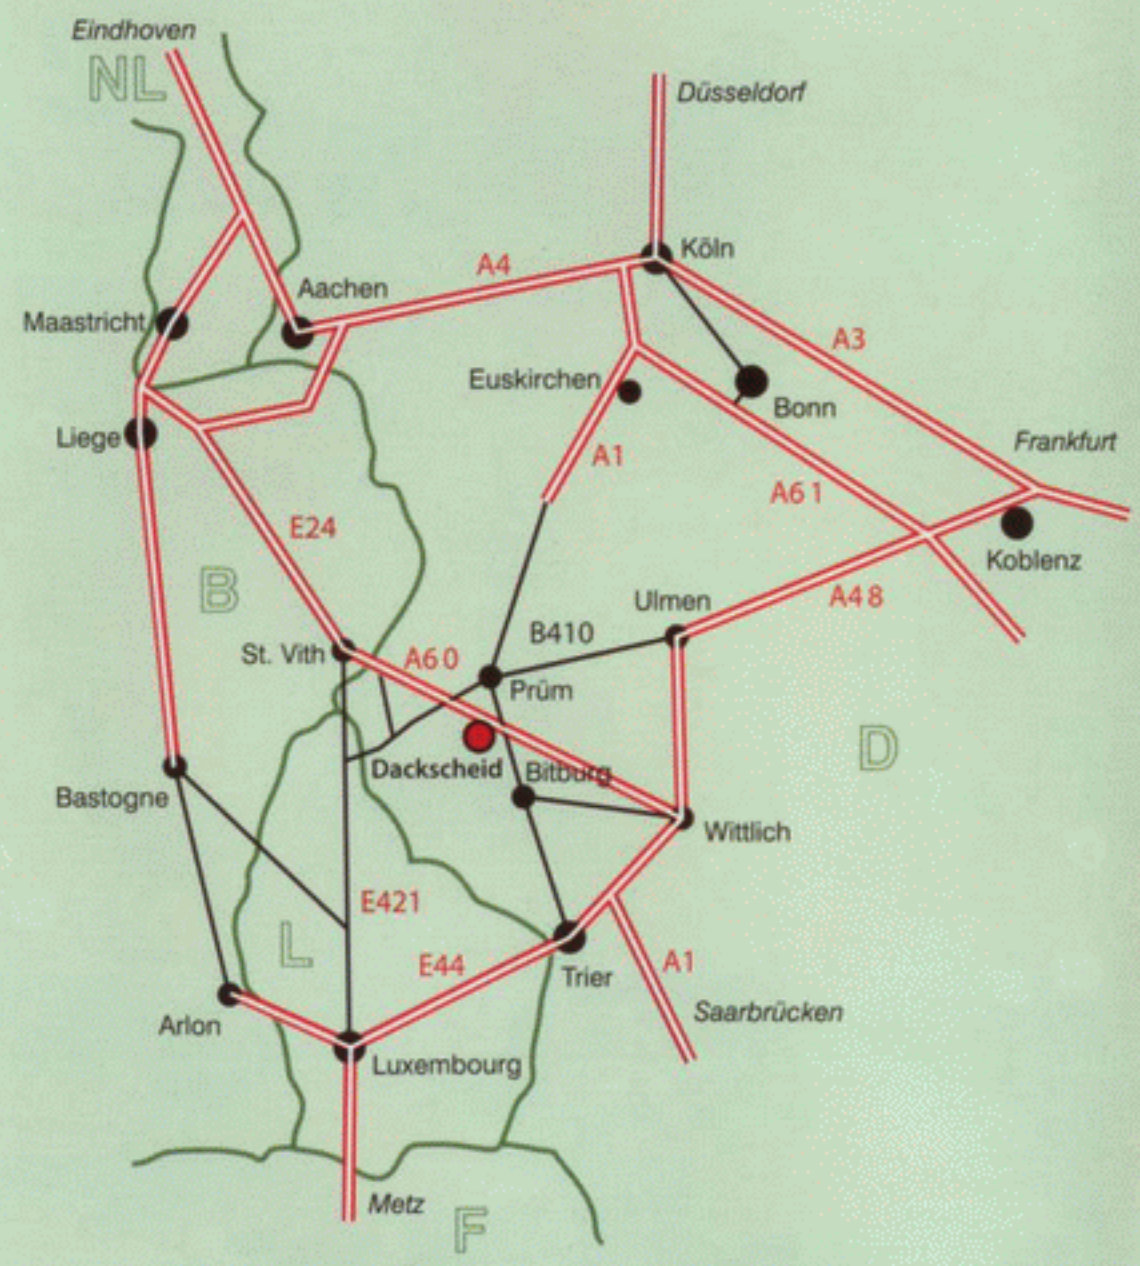 Eindhoven
NL
Düsseldorf
Köln
A4
Aachen
Maastricht
A3
Euskirchen
Bonn
Liege
Frankfurt
A1
A61
E24
Koblenz
B
A48
Ulmen
B410
St. Vith
A60
Prüm
D
Dackscheid
Bitburg
Bastogne
Wittlich
E421
L
E44
A1
Trier
Saarbrücken
Arlon
Luxembourg
Metz
F